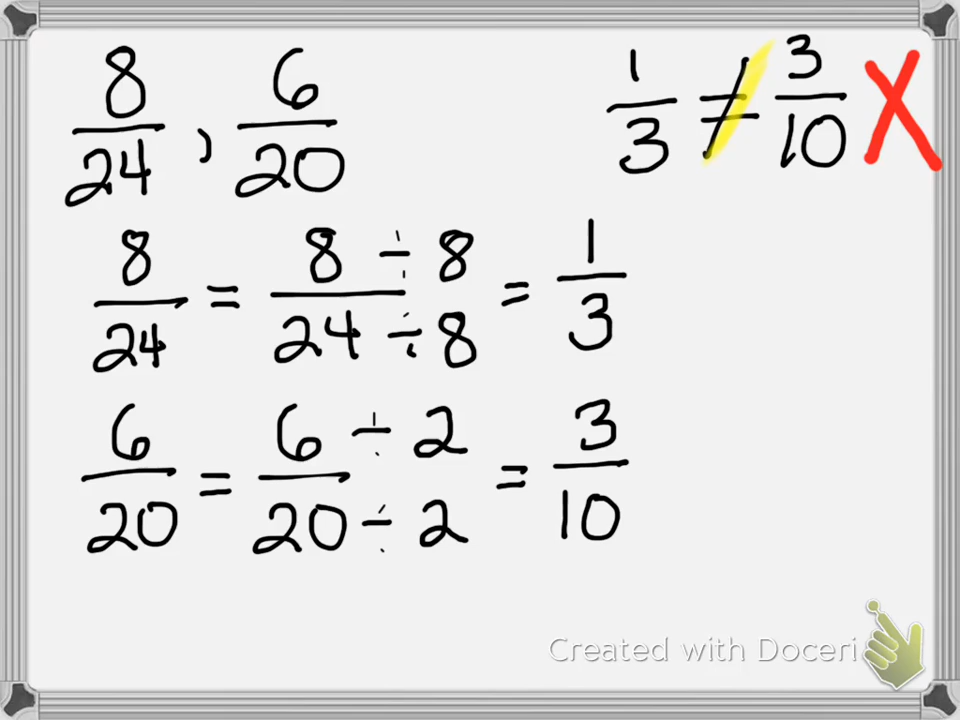 8/24 , 6/20
1/3 ≠ 3/10 X
8/24 = 8 ÷ 8 / 24 ÷ 8 = 1/3
6/20 = 6 ÷ 2 / 20 ÷ 2 = 3/10
Created with Doceri